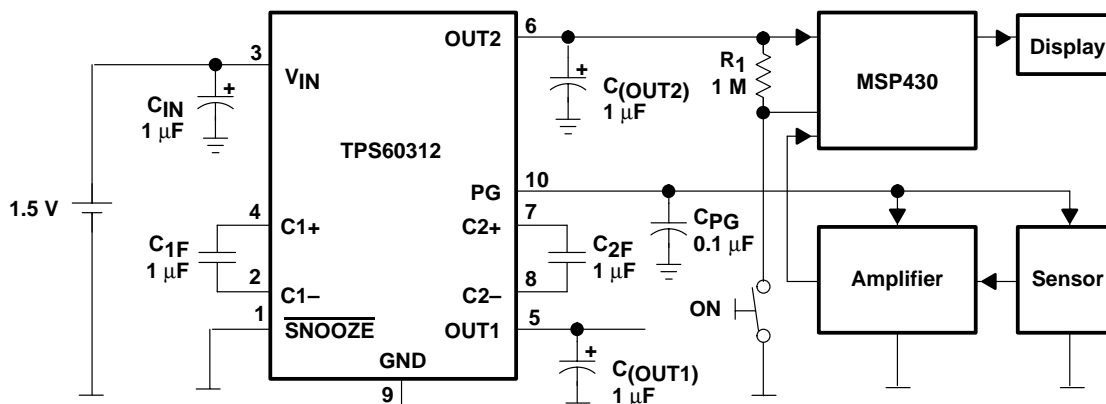 OUT2
6
3
VIN
CIN
1 μF
C(OUT2)
1 μF
R1
1 M
MSP430
Display
TPS60312
PG
10
1.5 V
4
C1+
C1F
1 μF
2
C1–
7
C2+
C2F
1 μF
8
C2–
CPG
0.1 μF
Amplifier
Sensor
ON
1
SNOOZE
OUT1
5
GND
9
C(OUT1)
1 μF